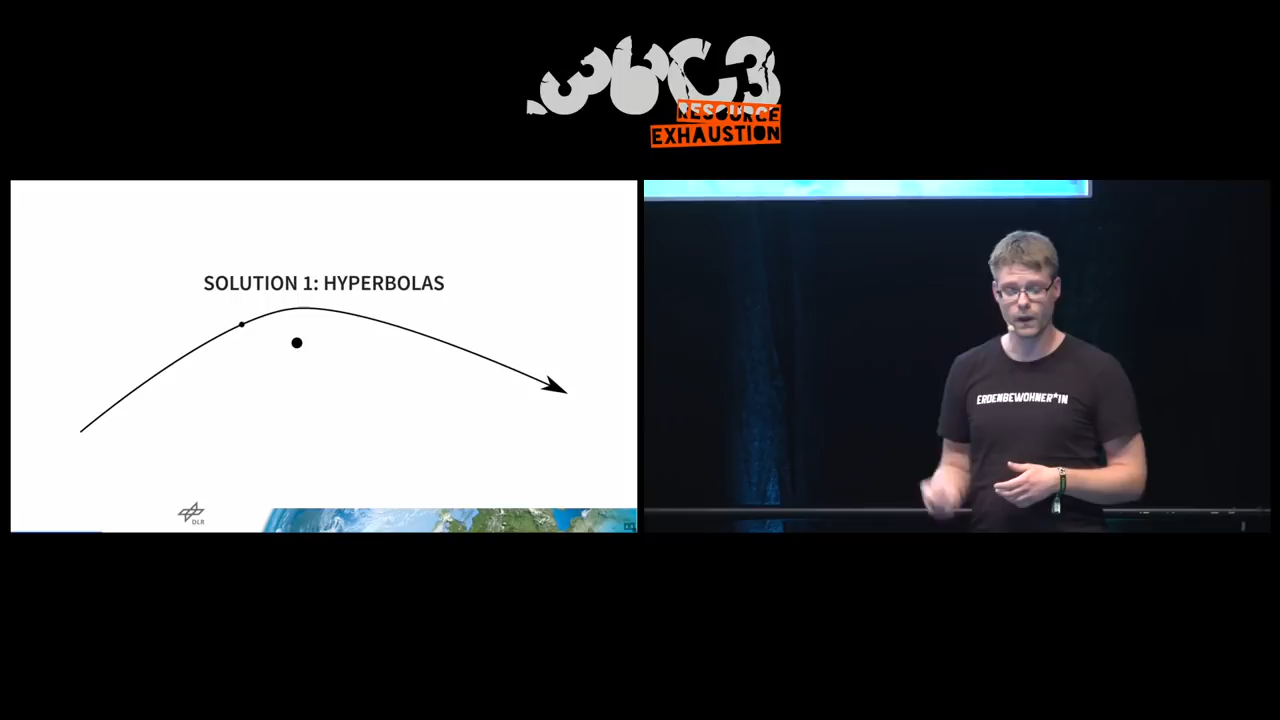 36C3
RESOURCE
EXHAUSTION
SOLUTION 1: HYPERBOLAS
DLR
ERDENBEWOHNER*IN